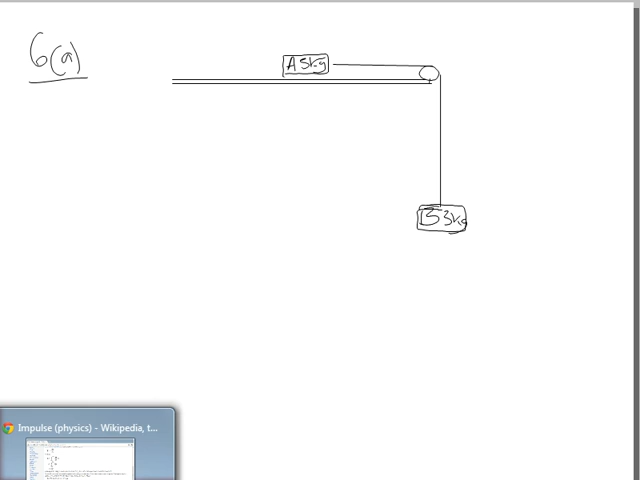 6(a)
A 5kg
B 3kg
Impulse (physics) - Wikipedia, t...